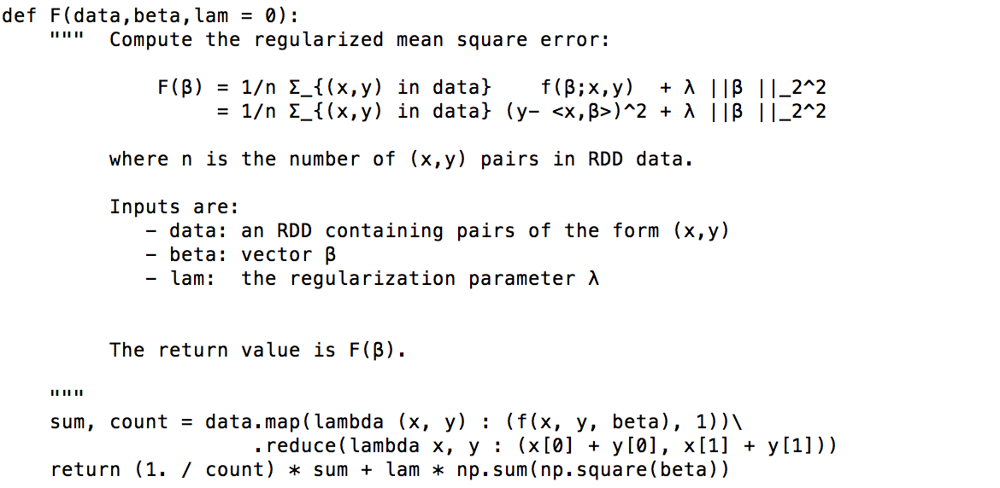 def F(data,beta,lam = 0):
    """  Compute the regularized mean square error:
             F(β) = 1/n Σ_{(x,y) in data}    f(β;x,y)  + λ ||β ||_2^2
                  = 1/n Σ_{(x,y) in data} (y- <x,β>)^2 + λ ||β ||_2^2
         where n is the number of (x,y) pairs in RDD data.
         Inputs are:
            - data: an RDD containing pairs of the form (x,y)
            - beta: vector β
            - lam:  the regularization parameter λ
         The return value is F(β).
    """
    sum, count = data.map(lambda (x, y) : (f(x, y, beta), 1))\
                     .reduce(lambda x, y : (x[0] + y[0], x[1] + y[1]))
    return (1. / count) * sum + lam * np.sum(np.square(beta))